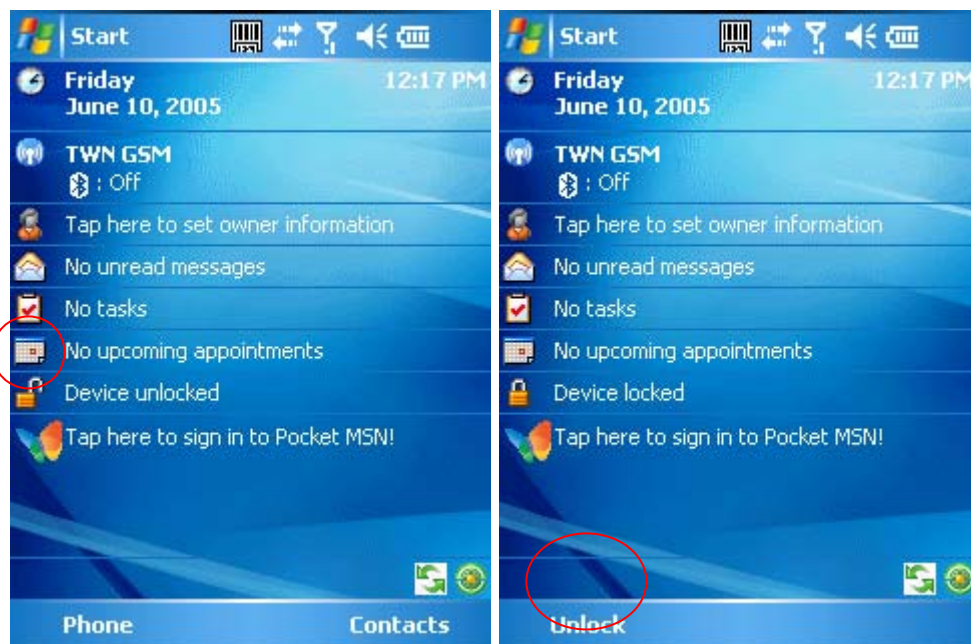 Start
Friday 12:17 PM
June 10, 2005
TWN GSM
: Off
Tap here to set owner information
No unread messages
No tasks
No upcoming appointments
Device unlocked
Tap here to sign in to Pocket MSN!
Phone Contacts
Start
Friday 12:17 PM
June 10, 2005
TWN GSM
: Off
Tap here to set owner information
No unread messages
No tasks
No upcoming appointments
Device locked
Tap here to sign in to Pocket MSN!
Unlock